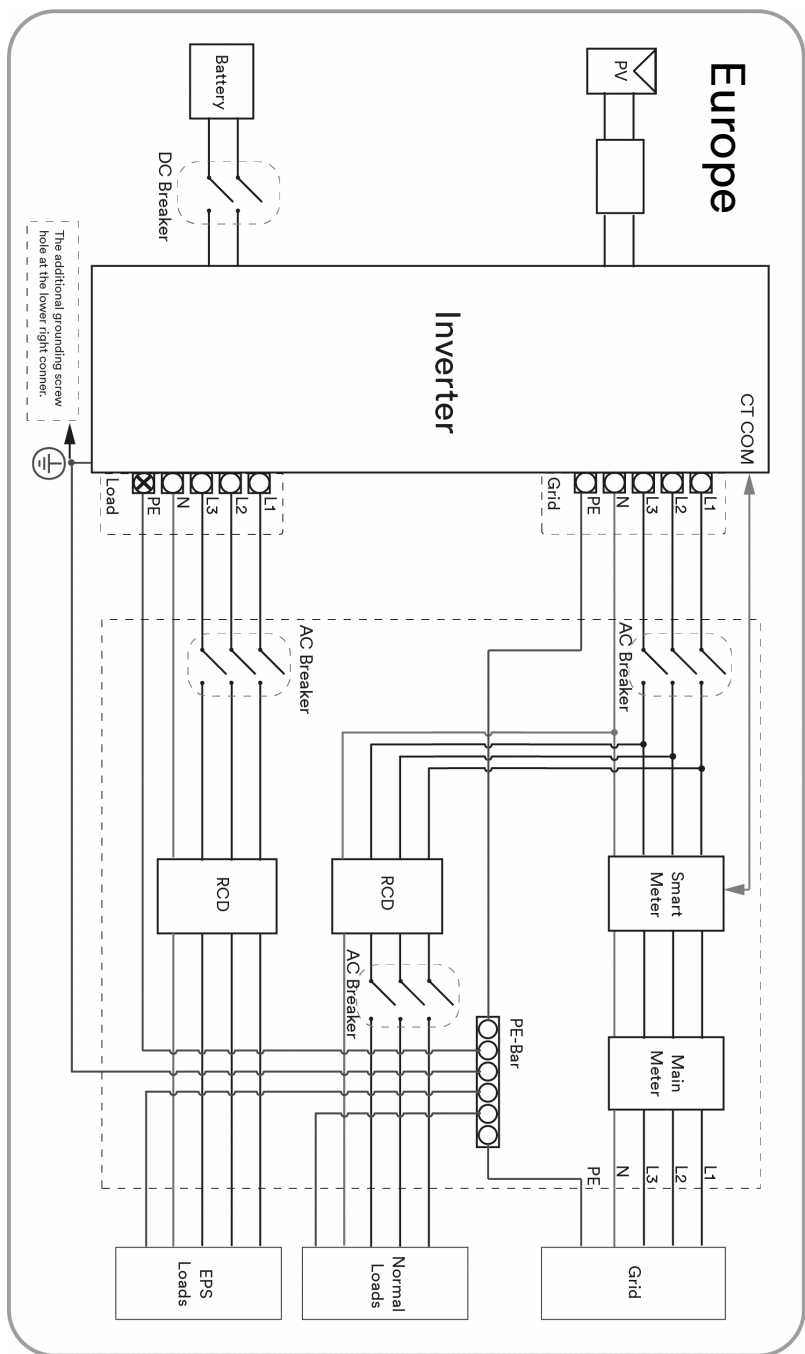 Europe
PV
Battery
DC Breaker
The additional grounding screw
hole at the lower right conner.
Inverter
CT COM
Grid
L1
L2
L3
N
PE
Load
L1
L2
L3
N
PE
AC Breaker
AC Breaker
Smart
Meter
RCD
RCD
AC Breaker
PE-Bar
Main
Meter
L1
L2
L3
N
PE
Grid
Normal
Loads
EPS
Loads